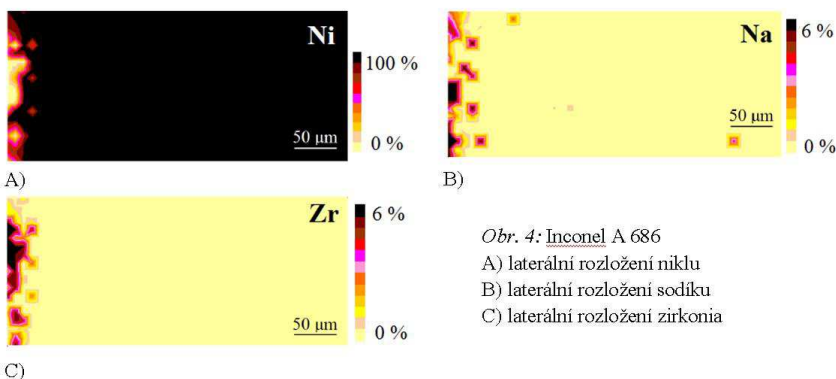 Ni
100 %
50 µm
0 %
A)
Na
6 %
50 µm
0 %
B)
Zr
6 %
50 µm
0 %
C)
Obr. 4: Inconel A 686
A) laterální rozložení niklu
B) laterální rozložení sodíku
C) laterální rozložení zirkonia